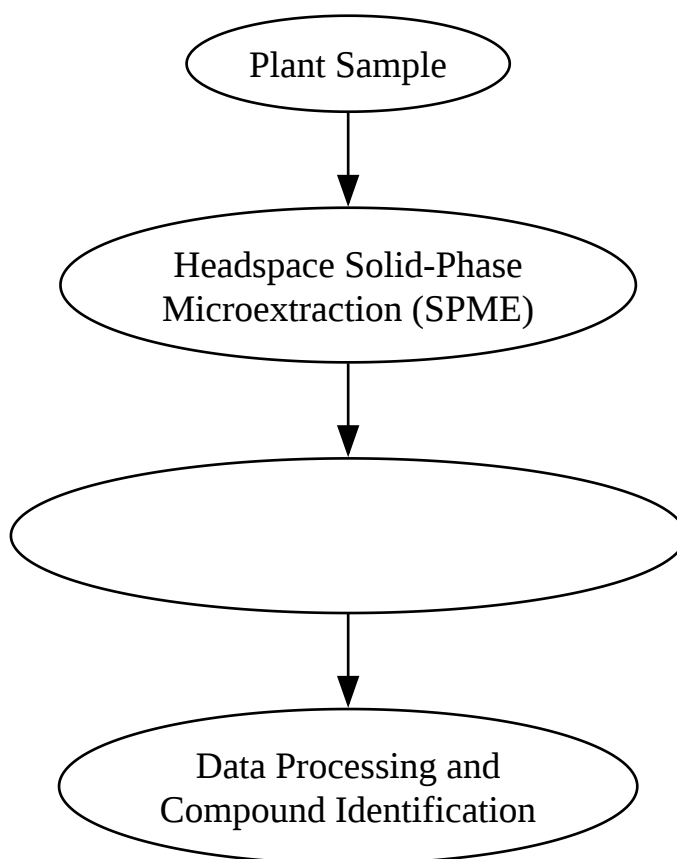 Plant Sample
Headspace Solid-Phase
Microextraction (SPME)
Data Processing and
Compound Identification